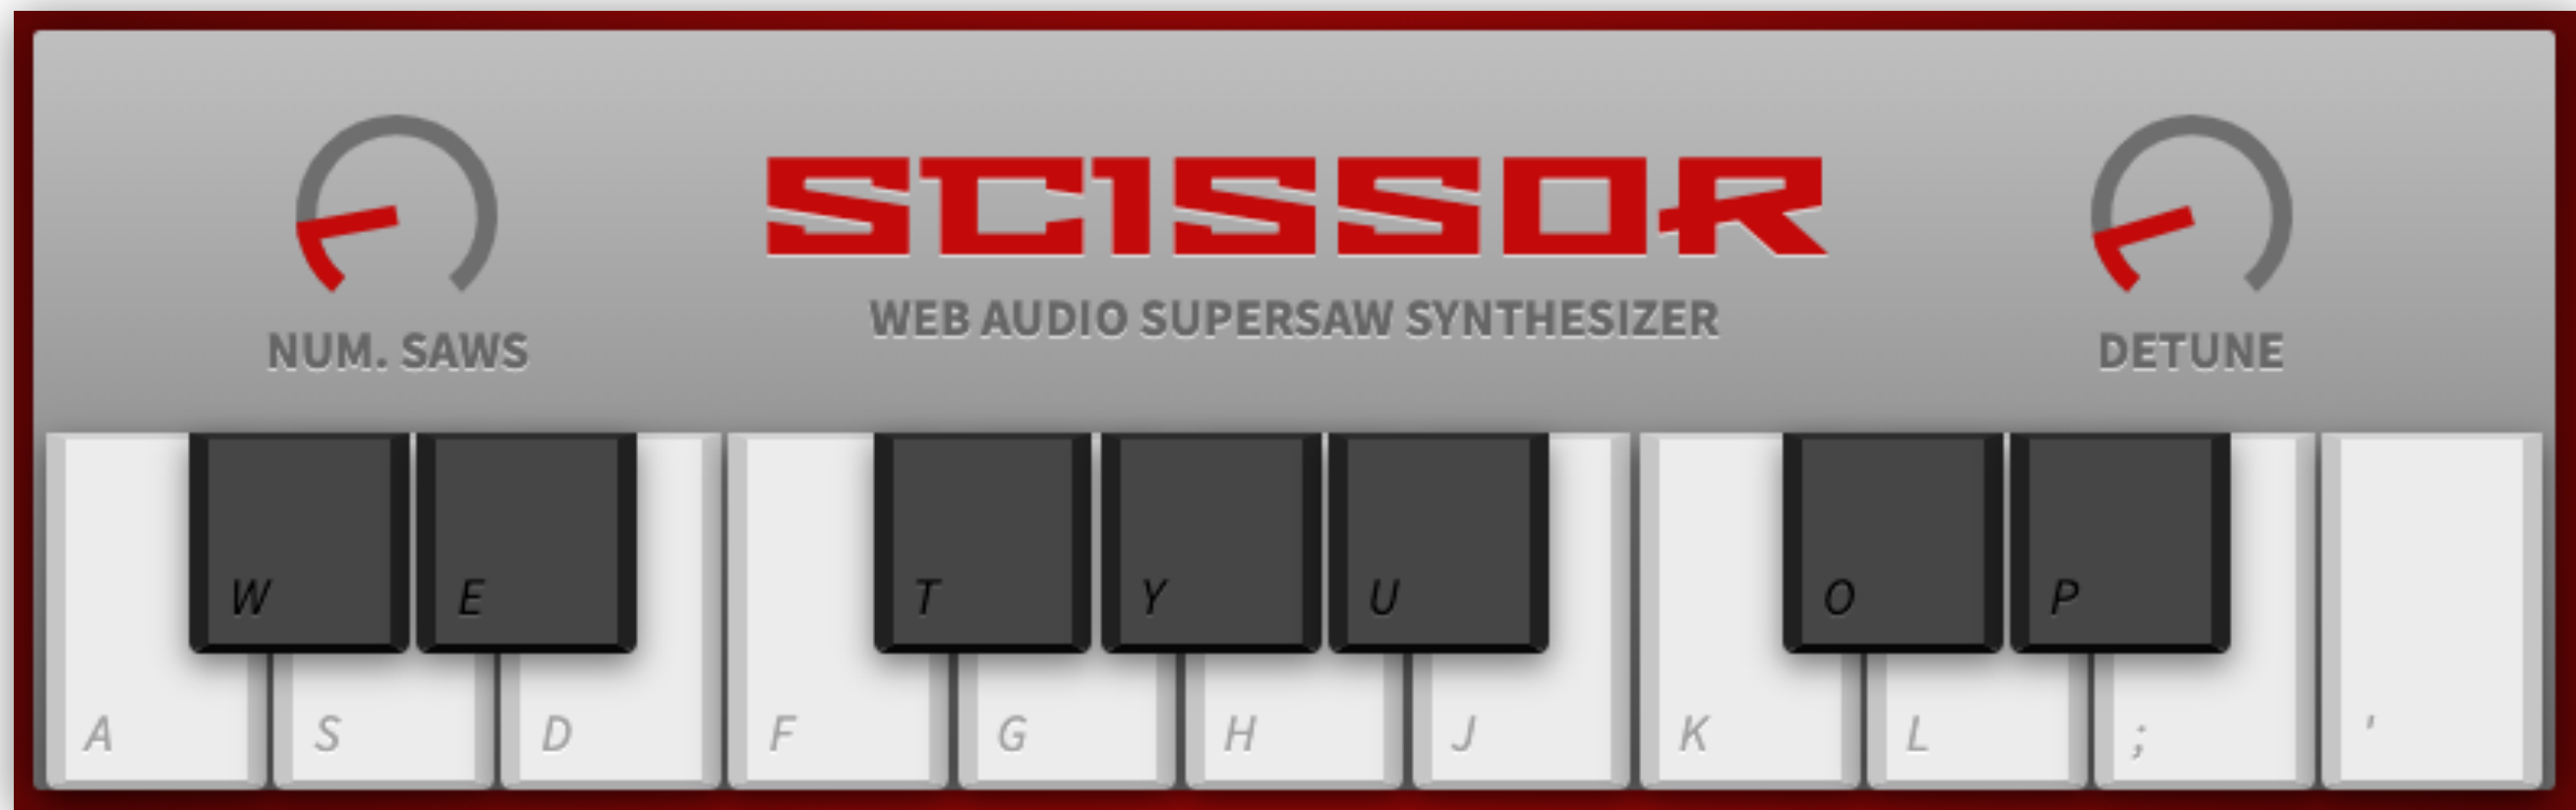 SCISSOR
WEB AUDIO SUPERSAW SYNTHESIZER
NUM. SAWS
DETUNE
W E T Y U O P
A S D F G H J K L ; '